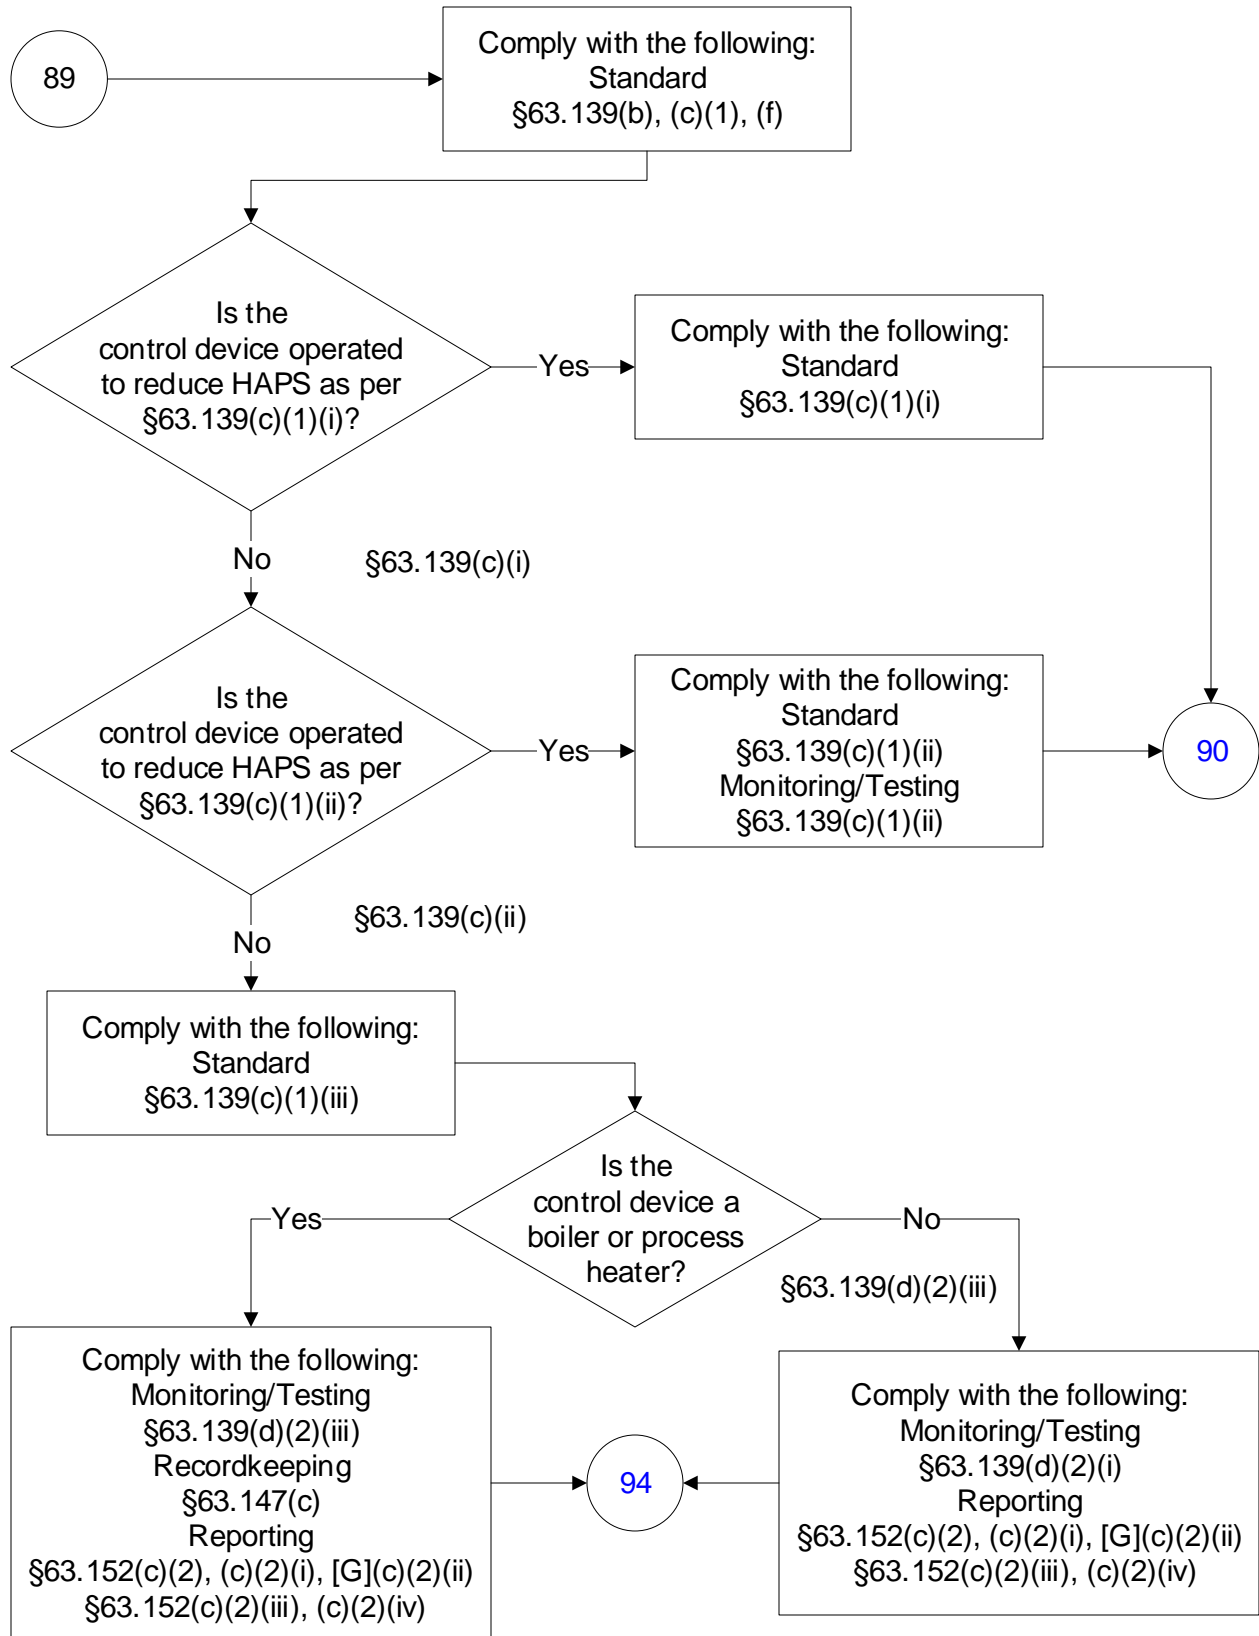 89
Comply with the following:
Standard
§63.139(b), (c)(1), (f)
Is the
control device operated
to reduce HAPS as per
§63.139(c)(1)(i)?
Yes
Comply with the following:
Standard
§63.139(c)(1)(i)
No
§63.139(c)(i)
Is the
control device operated
to reduce HAPS as per
§63.139(c)(1)(ii)?
Yes
Comply with the following:
Standard
§63.139(c)(1)(ii)
Monitoring/Testing
§63.139(c)(1)(ii)
90
No
§63.139(c)(ii)
Comply with the following:
Standard
§63.139(c)(1)(iii)
Is the
control device a
boiler or process
heater?
Yes
No
§63.139(d)(2)(iii)
Comply with the following:
Monitoring/Testing
§63.139(d)(2)(iii)
Recordkeeping
§63.147(c)
Reporting
§63.152(c)(2), (c)(2)(i), [G](c)(2)(ii)
§63.152(c)(2)(iii), (c)(2)(iv)
94
Comply with the following:
Monitoring/Testing
§63.139(d)(2)(i)
Reporting
§63.152(c)(2), (c)(2)(i), [G](c)(2)(ii)
§63.152(c)(2)(iii), (c)(2)(iv)